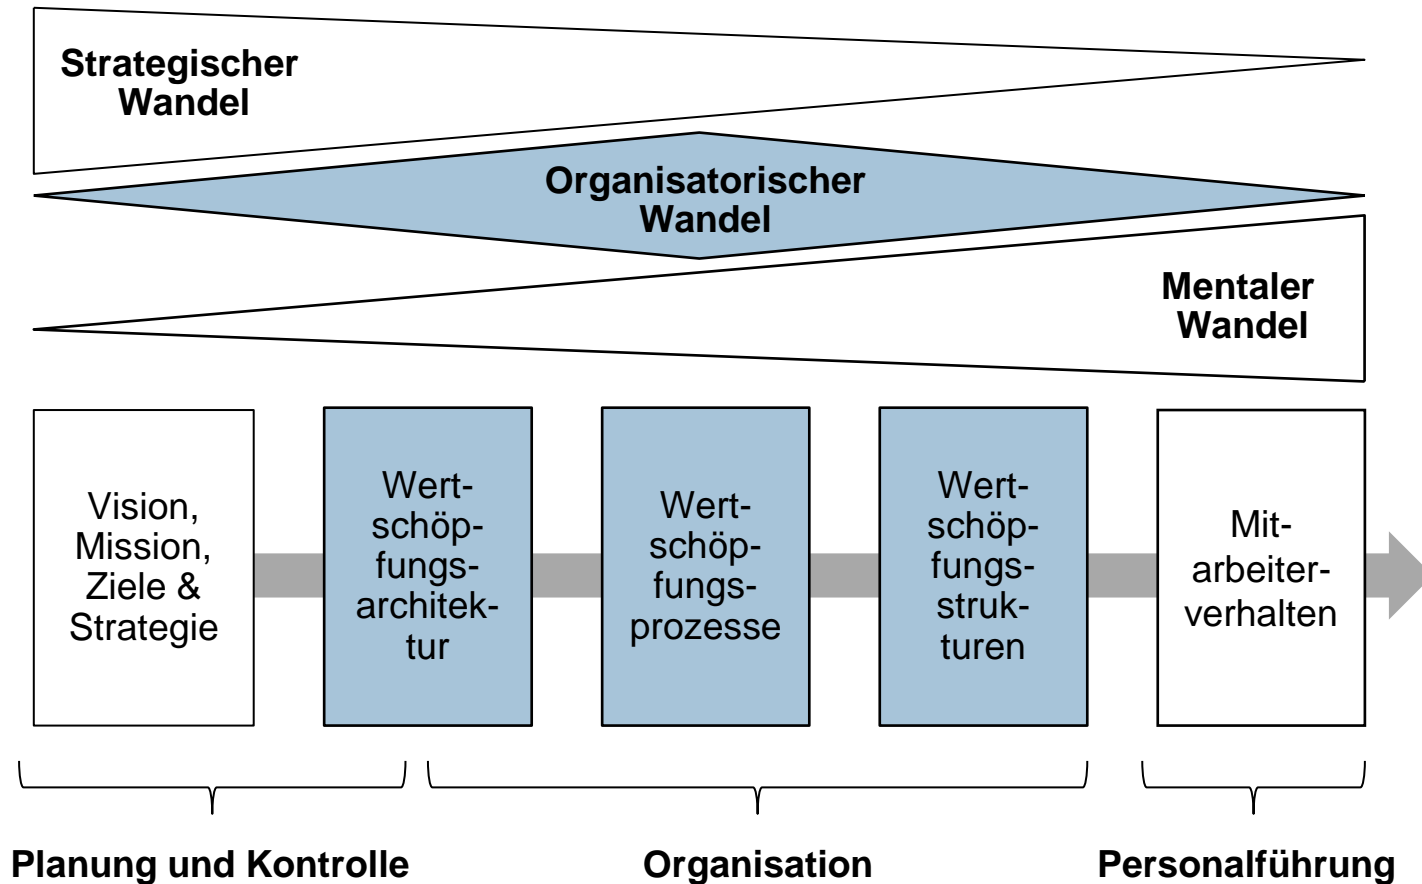 Strategischer
Wandel
Organisatorischer
Wandel
Mentaler
Wandel
Vision,
Mission,
Ziele &
Strategie
Wert-
schöp-
fungs-
architek-
tur
Wert-
schöp-
fungs-
prozesse
Wert-
schöp-
fungs-
struk-
turen
Mit-
arbeiter-
verhalten
Planung und Kontrolle
Organisation
Personalführung